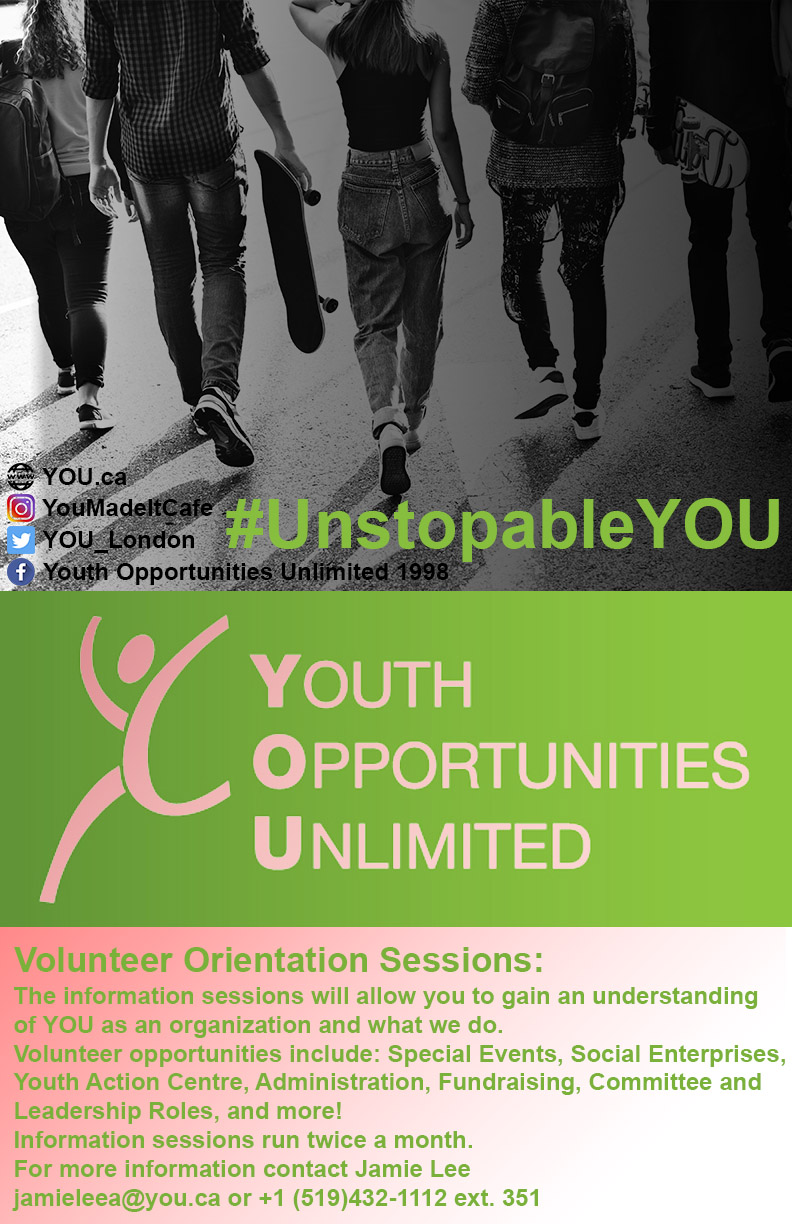 YOU.ca
YouMadeItCafe
YOU_London
Youth Opportunities Unlimited 1998
#UnstopableYOU
YOUTH
OPPORTUNITIES
UNLIMITED
Volunteer Orientation Sessions:
The information sessions will allow you to gain an understanding
of YOU as an organization and what we do.
Volunteer opportunities include: Special Events, Social Enterprises,
Youth Action Centre, Administration, Fundraising, Committee and
Leadership Roles, and more!
Information sessions run twice a month.
For more information contact Jamie Lee
jamieleea@you.ca or +1 (519)432-1112 ext. 351